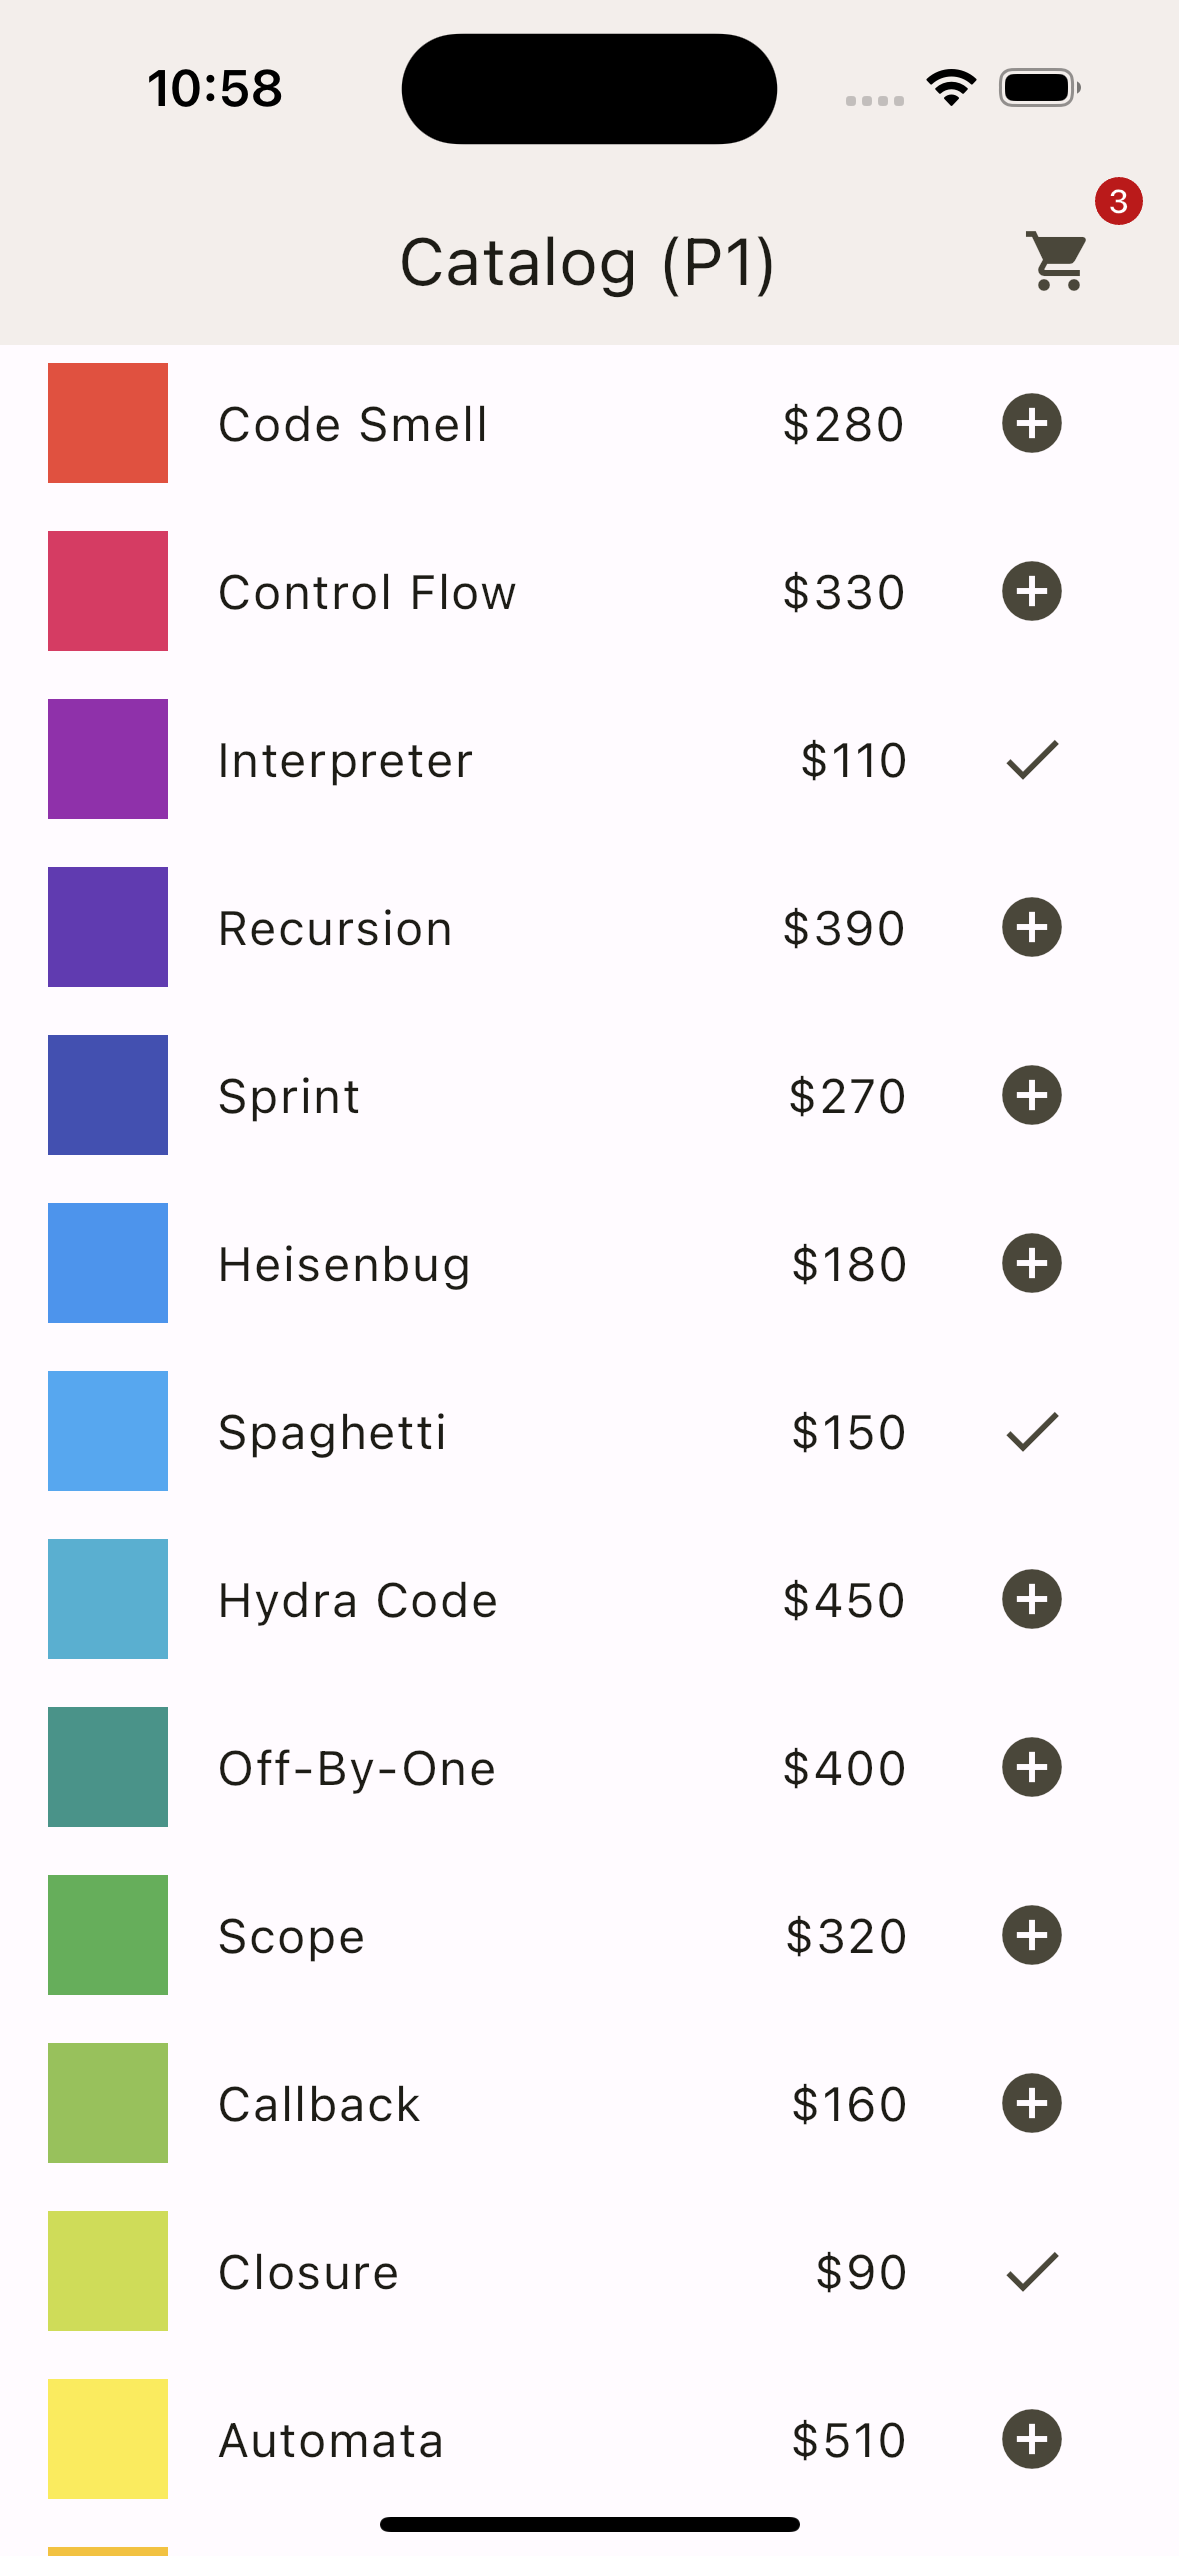 10:58
3
Catalog (P1)
Code Smell $280
Control Flow $330
Interpreter $110
Recursion $390
Sprint $270
Heisenbug $180
Spaghetti $150
Hydra Code $450
Off-By-One $400
Scope $320
Callback $160
Closure $90
Automata $510